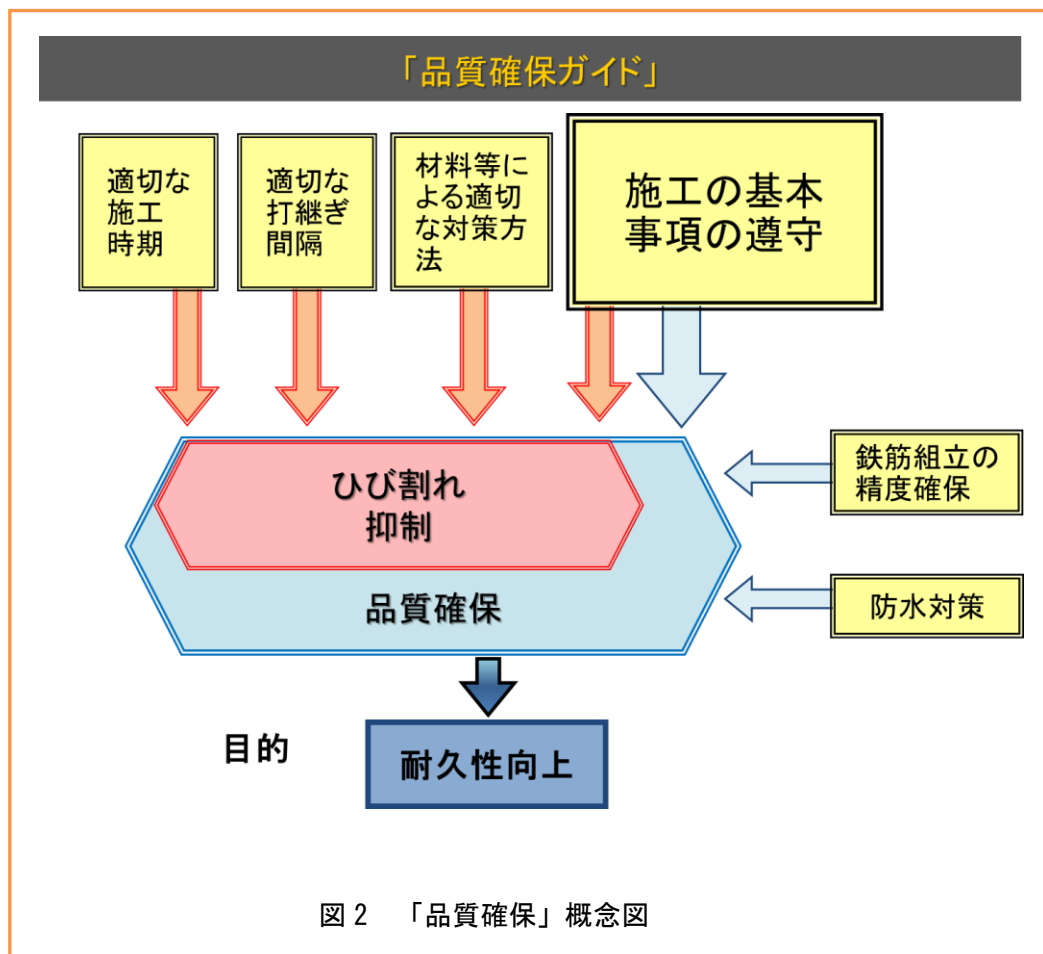 「品質確保ガイド」
適切な
施工
時期
適切な
打継ぎ
間隔
材料等に
よる適切
な対策方
法
施工の基本
事項の遵守
ひび割れ
抑制
鉄筋組立の
精度確保
品質確保
防水対策
目的
耐久性向上
図2 「品質確保」概念図